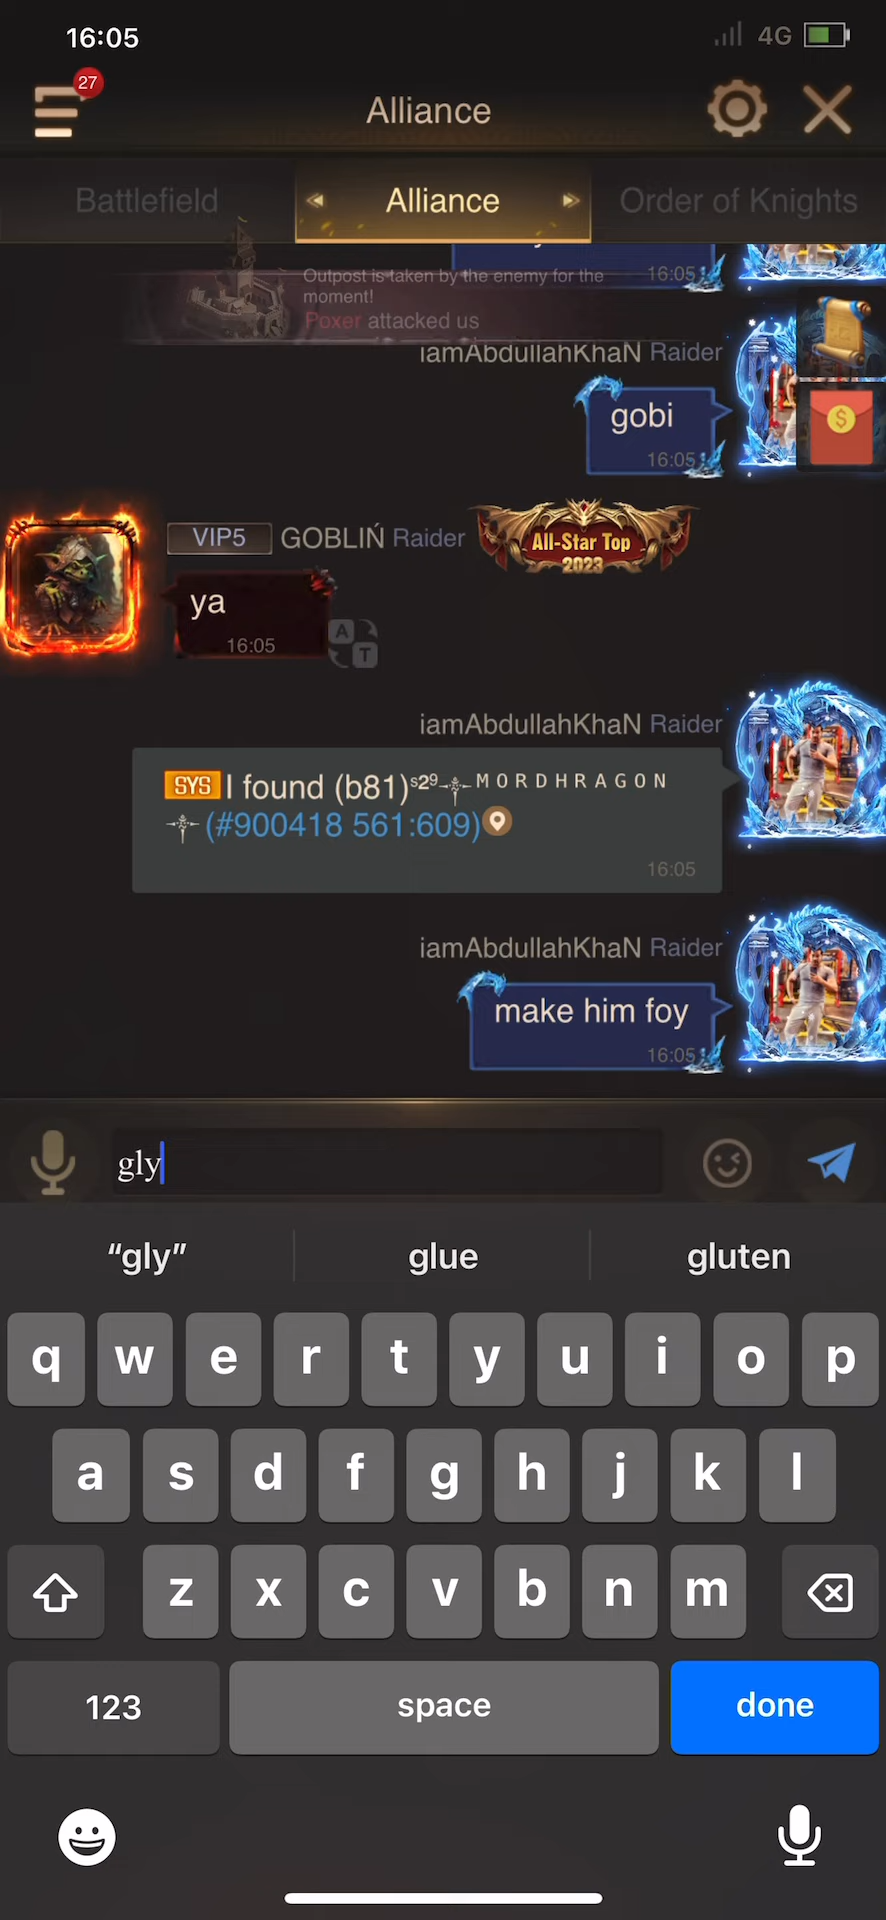 16:05
4G
27
Alliance
Battlefield
Alliance
Order of Knights
16:05
Outpost is taken by the enemy for the
moment!
Poxer attacked us
iamAbdullahKhaN Raider
gobi
16:05
VIP5 GOBLIŃ Raider
All-Star Top
2023
ya
16:05
A
T
iamAbdullahKhaN Raider
SYS I found (b81)ˢ²⁹⸸MORDHRAGON
⸸(#900418 561:609)
16:05
iamAbdullahKhaN Raider
make him foy
16:05
gly
“gly” glue gluten
q w e r t y u i o p
a s d f g h j k l
z x c v b n m
123 space done